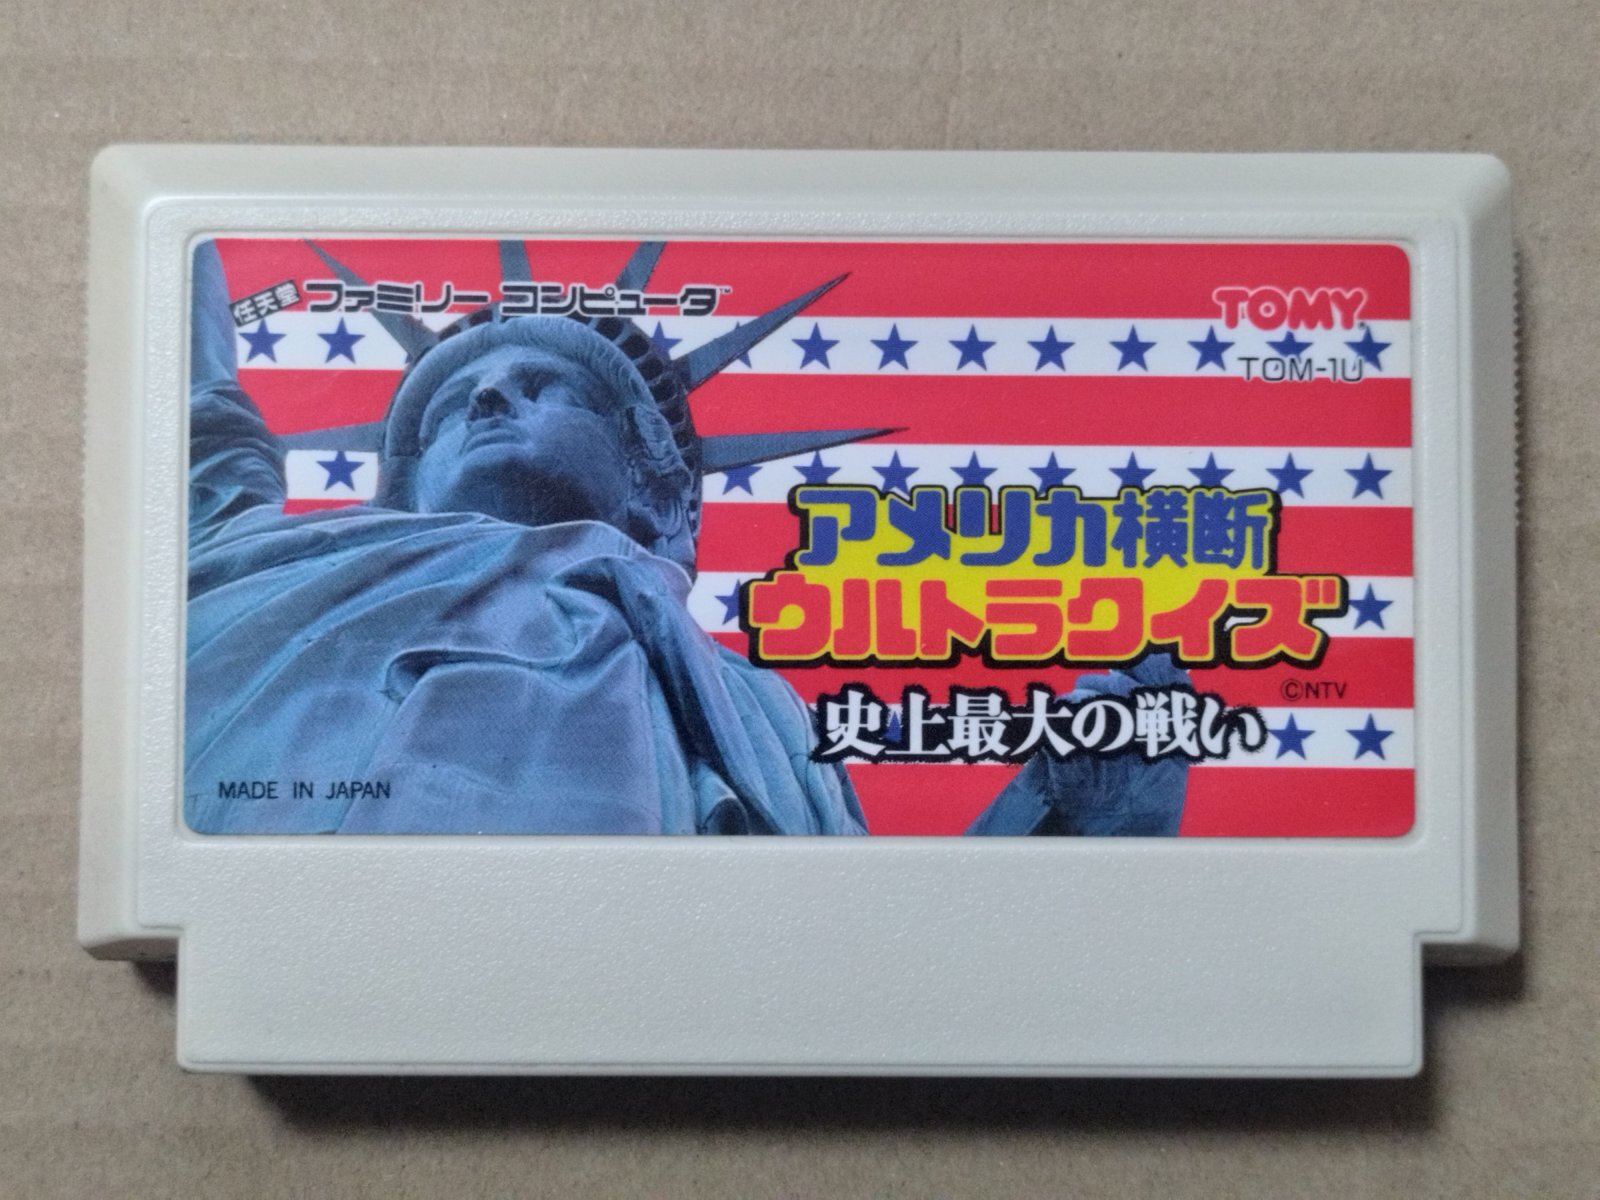 任天堂 ファミリー コンピュータ™
TOMY®
TOM-1U
アメリカ横断
ウルトラクイズ
©NTV
史上最大の戦い
MADE IN JAPAN